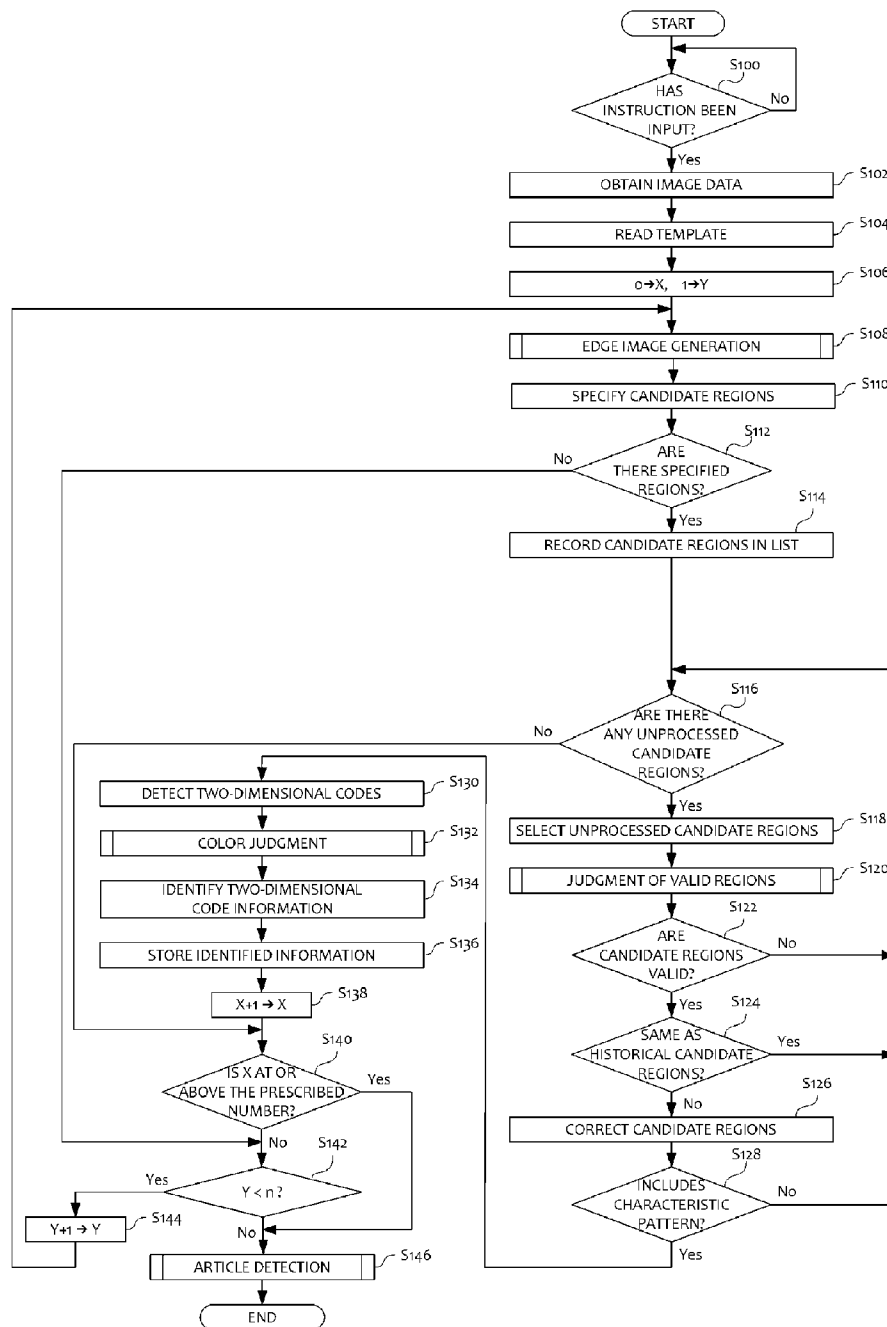 START
S100
HAS
INSTRUCTION BEEN
INPUT?
No
Yes
OBTAIN IMAGE DATA
S102
READ TEMPLATE
S104
0→X, 1→Y
S106
EDGE IMAGE GENERATION
S108
SPECIFY CANDIDATE REGIONS
S110
S112
ARE
THERE SPECIFIED
REGIONS?
No
Yes
S114
RECORD CANDIDATE REGIONS IN LIST
S116
ARE THERE
ANY UNPROCESSED
CANDIDATE
REGIONS?
No
Yes
SELECT UNPROCESSED CANDIDATE REGIONS
S118
JUDGMENT OF VALID REGIONS
S120
S122
ARE
CANDIDATE REGIONS
VALID?
No
Yes
S124
SAME AS
HISTORICAL CANDIDATE
REGIONS?
Yes
No
S126
CORRECT CANDIDATE REGIONS
S128
INCLUDES
CHARACTERISTIC
PATTERN?
No
Yes
DETECT TWO-DIMENSIONAL CODES
S130
COLOR JUDGMENT
S132
IDENTIFY TWO-DIMENSIONAL
CODE INFORMATION
S134
STORE IDENTIFIED INFORMATION
S136
X+1 → X
S138
S140
IS X AT OR
ABOVE THE PRESCRIBED
NUMBER?
Yes
No
S142
Y < n ?
Yes
No
Y+1 → Y
S144
ARTICLE DETECTION
S146
END